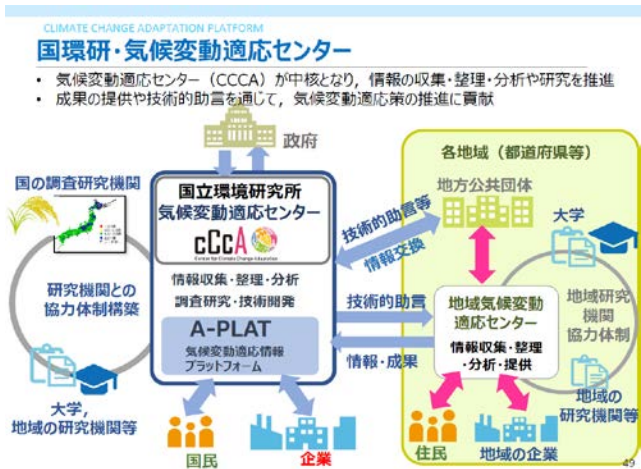 CLIMATE CHANGE ADAPTATION PLATFORM
国環研・気候変動適応センター
• 気候変動適応センター（CCCA）が中核となり，情報の収集・整理・分析や研究を推進
• 成果の提供や技術的助言を通じて，気候変動適応策の推進に貢献
政府
国の調査研究機関
国立環境研究所
気候変動適応センター
CCCA
Center for Climate Change Adaptation
情報収集・整理・分析
調査研究・技術開発
A-PLAT
気候変動適応情報
プラットフォーム
研究機関との
協力体制構築
大学，
地域の研究機関等
国民
企業
技術的助言等
情報交換
技術的助言
情報・成果
各地域（都道府県等）
地方公共団体
大学
地域気候変動
適応センター
情報収集・整理
・分析・提供
地域研究
機関
協力体制
地域の
研究機関等
住民
地域の企業
49